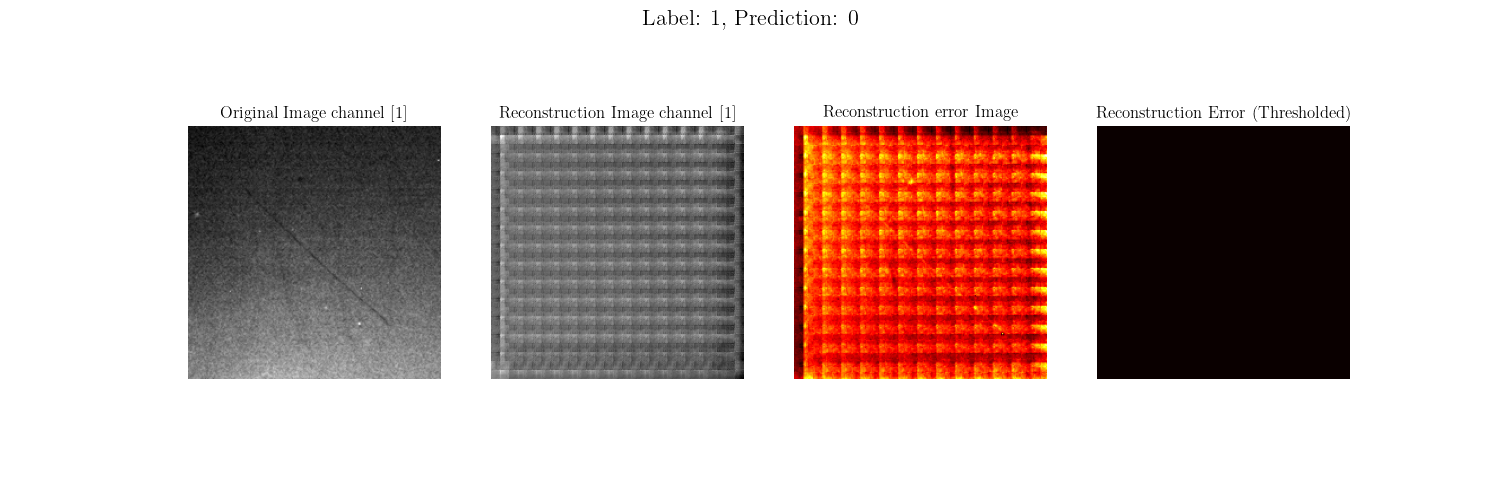 Label: 1, Prediction: 0
Original Image channel [1]
Reconstruction Image channel [1]
Reconstruction error Image
Reconstruction Error (Thresholded)